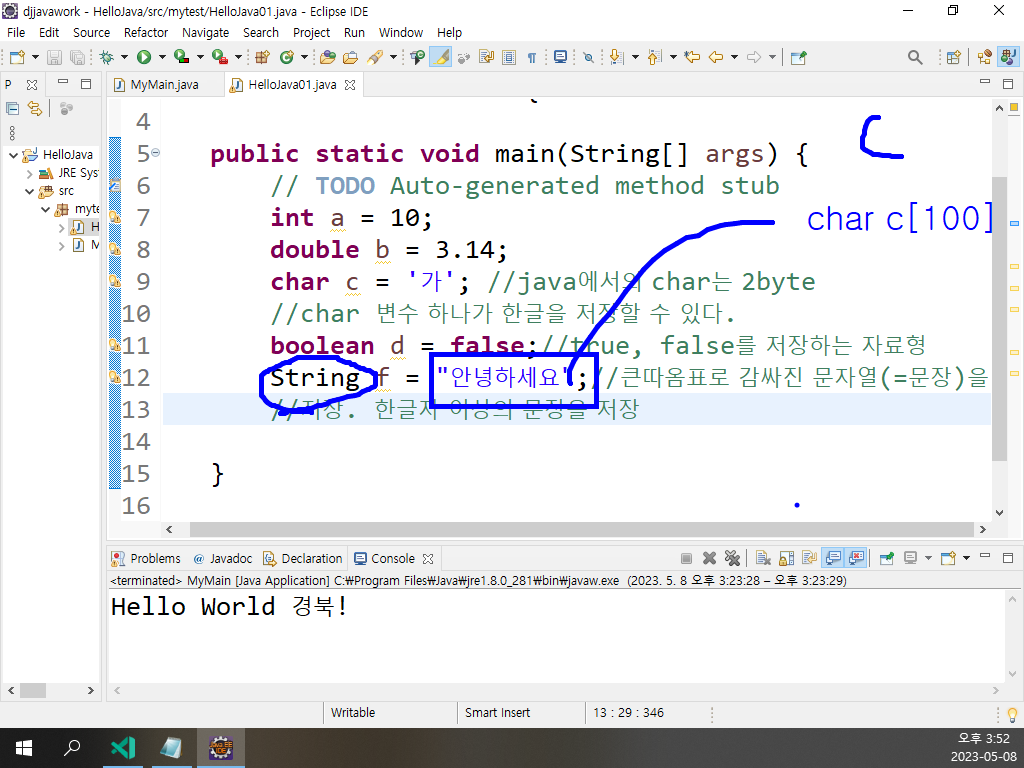 djjavawork - HelloJava/src/mytest/HelloJava01.java - Eclipse IDE
File Edit Source Refactor Navigate Search Project Run Window Help
P MyMain.java HelloJava01.java
HelloJava
JRE Sys
src
myte
H
M
4
5 public static void main(String[] args) {
6 // TODO Auto-generated method stub
7 int a = 10;
8 double b = 3.14;
9 char c = '가'; //java에서의 char는 2byte
10 //char 변수 하나가 한글을 저장할 수 있다.
11 boolean d = false;//true, false를 저장하는 자료형
12 String f = "안녕하세요";//큰따옴표로 감싸진 문자열(=문장)을
13 //저장. 한글자 이상의 문장을 저장
14
15 }
16
C
char c[100]
Problems @ Javadoc Declaration Console
<terminated> MyMain [Java Application] C:₩Program Files₩Java₩jre1.8.0_281₩bin₩javaw.exe (2023. 5. 8 오후 3:23:28 – 오후 3:23:29)
Hello World 경북!
Writable Smart Insert 13 : 29 : 346
오후 3:52
2023-05-08